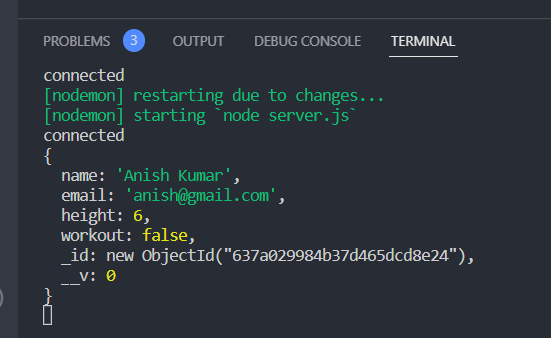 PROBLEMS 3 OUTPUT DEBUG CONSOLE TERMINAL
connected
[nodemon] restarting due to changes...
[nodemon] starting `node server.js`
connected
{
  name: 'Anish Kumar',
  email: 'anish@gmail.com',
  height: 6,
  workout: false,
  _id: new ObjectId("637a029984b37d465dcd8e24"),
  __v: 0
}